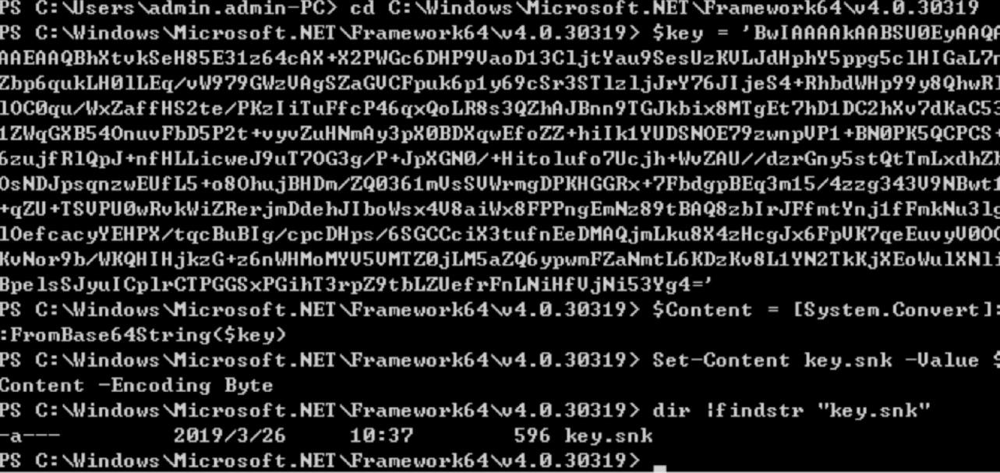 PS C:\Users\admin.admin-PC> cd C:\Windows\Microsoft.NET\Framework64\v4.0.30319
PS C:\Windows\Microsoft.NET\Framework64\v4.0.30319> $key = 'BwIAAAAkAABSU0EyAAQA
AAEAAQBhXtvkSeH85E31z64cAX+X2PWGc6DHP9VaoD13CljtYau9SesUzKVLJdHphY5ppg5clHIGaL7n
Zbp6qukLH0lLEq/vW979GWzVAgSZaGVCFpuk6p1y69cSr3STlzljJrY76JIjeS4+RhbdWHp99y8QhwRl
lOC0qu/WxZaffHS2te/PKzIiTuFfcP46qxQoLR8s3QZhAJBnn9TGJkbix8MTgEt7hD1DC2hXv7dKaC53
1ZWqGXB54OnuvFbD5P2t+vyvZuHNmAy3pX0BDXqwEfoZZ+hiIk1YUDSNOE79zwnpVP1+BN0PK5QCPCS+
6zujfRlQpJ+nfHLLicweJ9uT7OG3g/P+JpXGN0/+Hitolufo7Ucjh+WvZAU//dzrGny5stQtTmLxdhZh
OsNDJpsqnzwEUfL5+o8OhujBHDm/ZQ0361mVsSVWrmgDPKHGGRx+7FbdgpBEq3m15/4zzg343V9NBwt1
+qZU+TSVPU0wRvkWiZRerjmDdehJIboWsx4V8aiWx8FPPngEmNz89tBAQ8zbIrJFfmtYnj1fFmkNu3lg
lOefcacyYEHPX/tqcBuBIg/cpcDHps/6SGCCciX3tufnEeDMAQjmLku8X4zHcgJx6FpVK7qeEuvyV0OG
KvNor9b/WKQHIHjkzG+z6nWHMoMYV5VMTZ0jLM5aZQ6ypwmFZaNmtL6KDzKv8L1YN2TkKjXEoWulXNli
BpelsSJyuICplrCTPGGSxPGihT3rpZ9tbLZUefrFnLNiHfVjNi53Yg4='
PS C:\Windows\Microsoft.NET\Framework64\v4.0.30319> $Content = [System.Convert]:
:FromBase64String($key)
PS C:\Windows\Microsoft.NET\Framework64\v4.0.30319> Set-Content key.snk -Value $
Content -Encoding Byte
PS C:\Windows\Microsoft.NET\Framework64\v4.0.30319> dir |findstr "key.snk"
-a--- 2019/3/26 10:37 596 key.snk
PS C:\Windows\Microsoft.NET\Framework64\v4.0.30319>